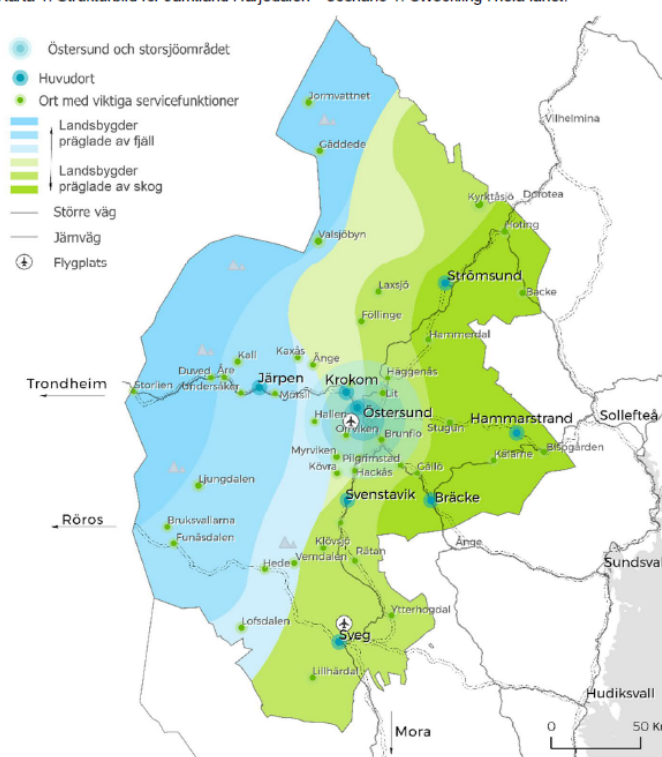 Östersund och storsjöområdet
Huvudort
Ort med viktiga servicefunktioner
Landsbygder
präglade av fjäll
Landsbygder
präglade av skog
Större väg
Järnväg
Flygplats
Jormvattnet
Gäddede
Vilhelmina
Dorotea
Kyrktåsjö
Hoting
Valsjöbyn
Strömsund
Backe
Laxsjö
Föllinge
Hammerdal
Kaxås
Änge
Kall
Häggenås
Duved
Åre
Trondheim
Storlien
Undersåker
Järpen
Mörsil
Krokom
Lit
Östersund
Hallen
Orrviken
Brunflo
Stugun
Hammarstrand
Sollefteå
Bispgården
Kälarne
Myrviken
Pilgrimstad
Kövra
Hackås
Gällö
Ljungdalen
Svenstavik
Bräcke
Röros
Bruksvallarna
Funäsdalen
Klövsjö
Rätan
Vemdalen
Hede
Ånge
Sundsval
Ytterhogdal
Lofsdalen
Sveg
Lillhärdal
Hudiksvall
Mora
0
50 Km